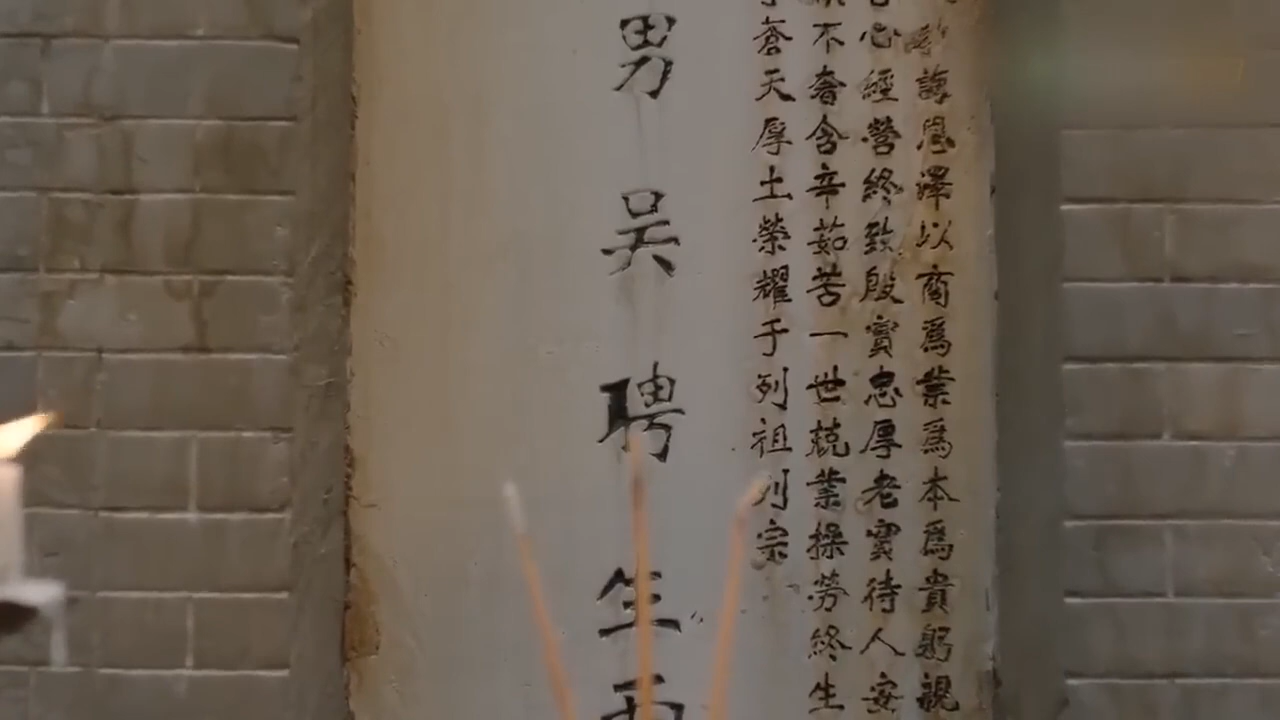 誨恩澤以商爲業爲本爲貴躬親
心經營終致殷實忠厚老實待人安
不奢含辛茹苦一世兢業操勞終生
蒼天厚土榮耀于列祖列宗
男吳聘生